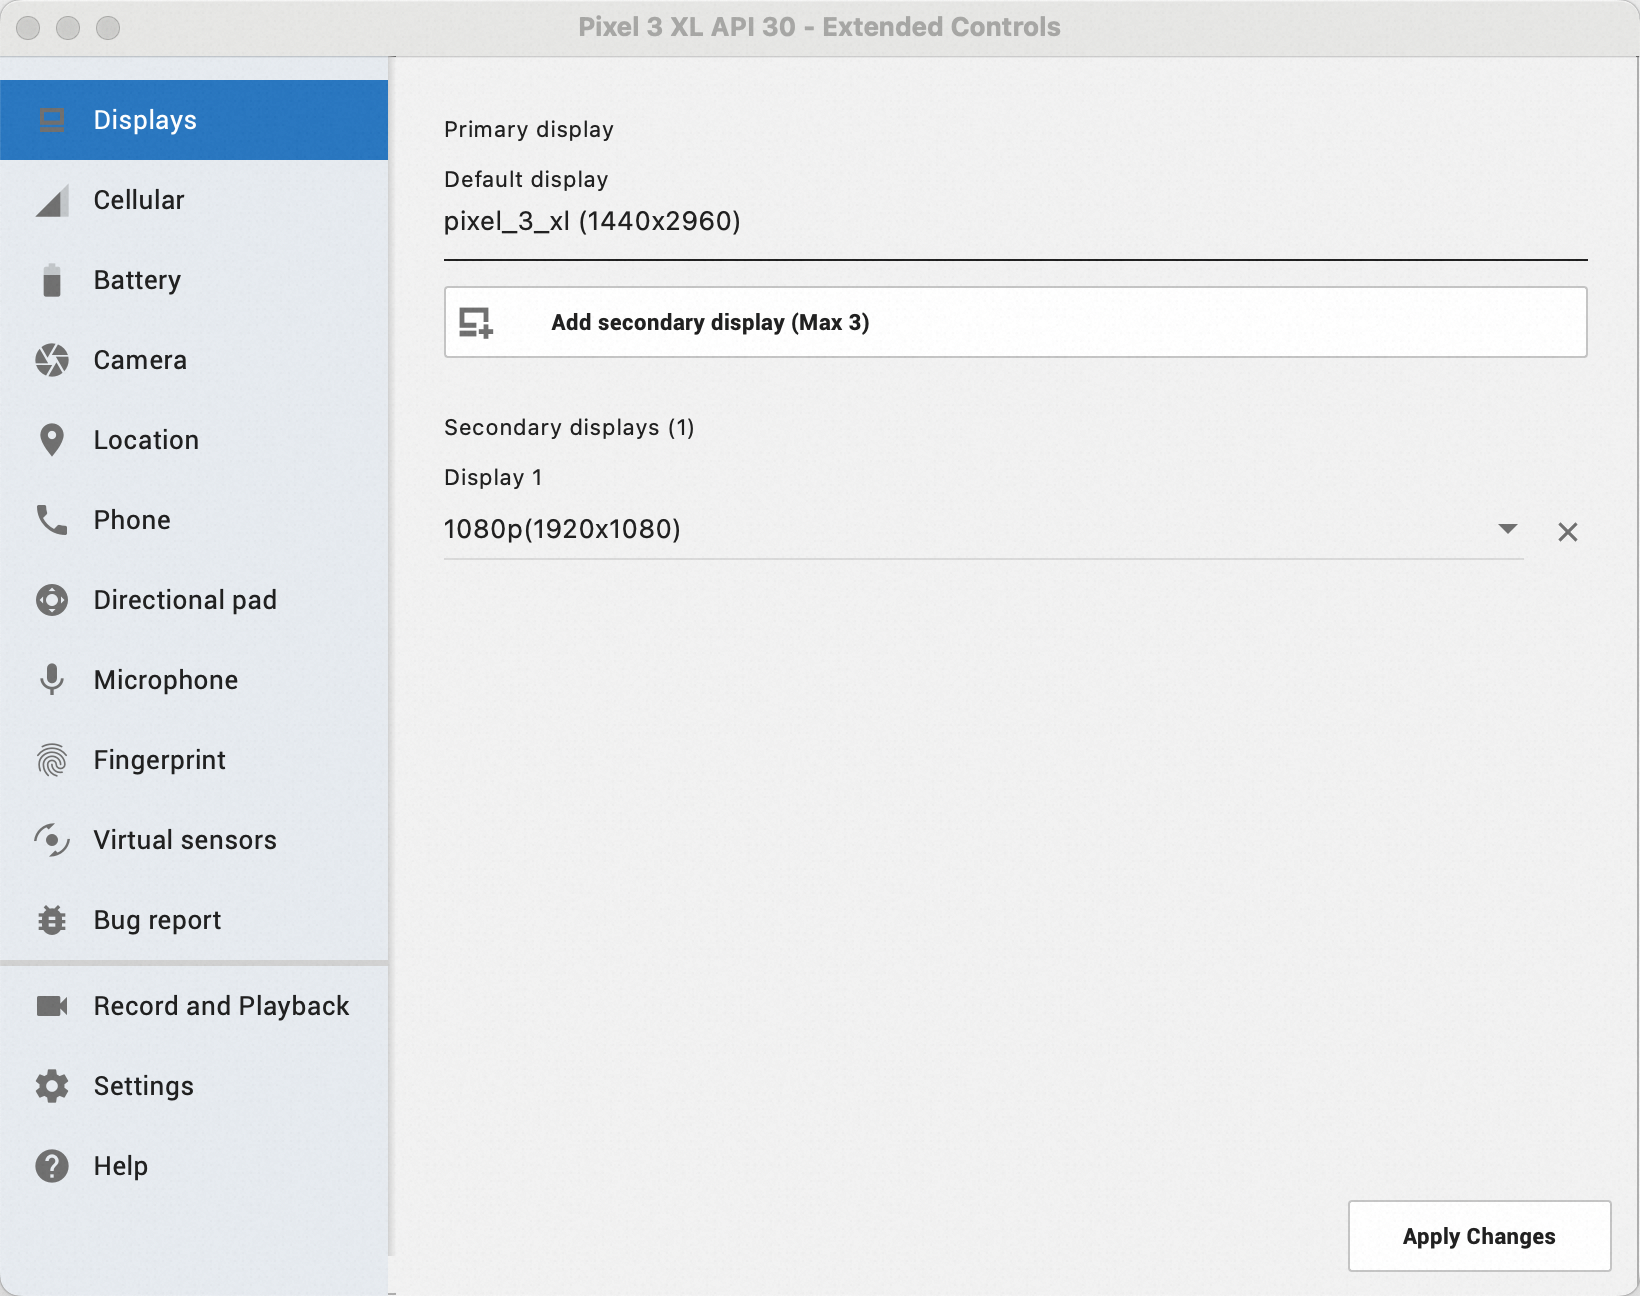 Pixel 3 XL API 30 - Extended Controls
Displays
Cellular
Battery
Camera
Location
Phone
Directional pad
Microphone
Fingerprint
Virtual sensors
Bug report
Record and Playback
Settings
Help
Primary display
Default display
pixel_3_xl (1440x2960)
Add secondary display (Max 3)
Secondary displays (1)
Display 1
1080p(1920x1080)
Apply Changes